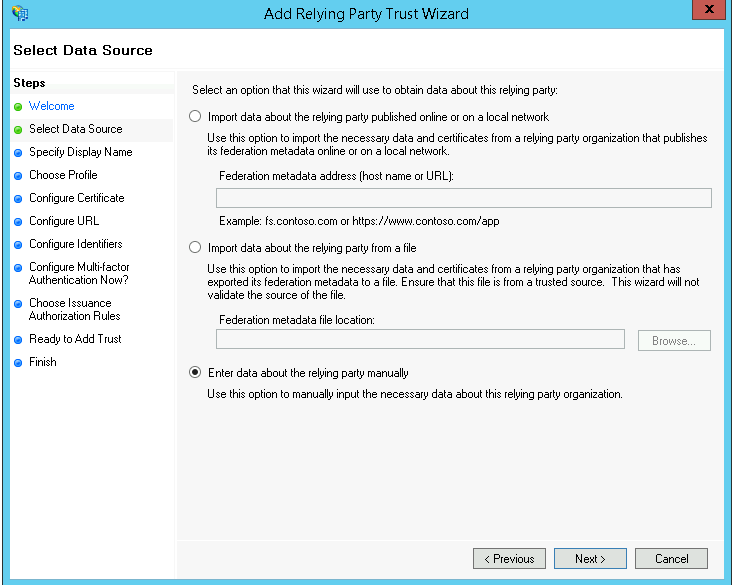 Add Relying Party Trust Wizard
x
Select Data Source
Steps
Welcome
Select Data Source
Specify Display Name
Choose Profile
Configure Certificate
Configure URL
Configure Identifiers
Configure Multi-factor
Authentication Now?
Choose Issuance
Authorization Rules
Ready to Add Trust
Finish
Select an option that this wizard will use to obtain data about this relying party:
Import data about the relying party published online or on a local network
Use this option to import the necessary data and certificates from a relying party organization that publishes
its federation metadata online or on a local network.
Federation metadata address (host name or URL):
Example: fs.contoso.com or https://www.contoso.com/app
Import data about the relying party from a file
Use this option to import the necessary data and certificates from a relying party organization that has
exported its federation metadata to a file. Ensure that this file is from a trusted source.  This wizard will not
validate the source of the file.
Federation metadata file location:
Browse...
Enter data about the relying party manually
Use this option to manually input the necessary data about this relying party organization.
< Previous
Next >
Cancel